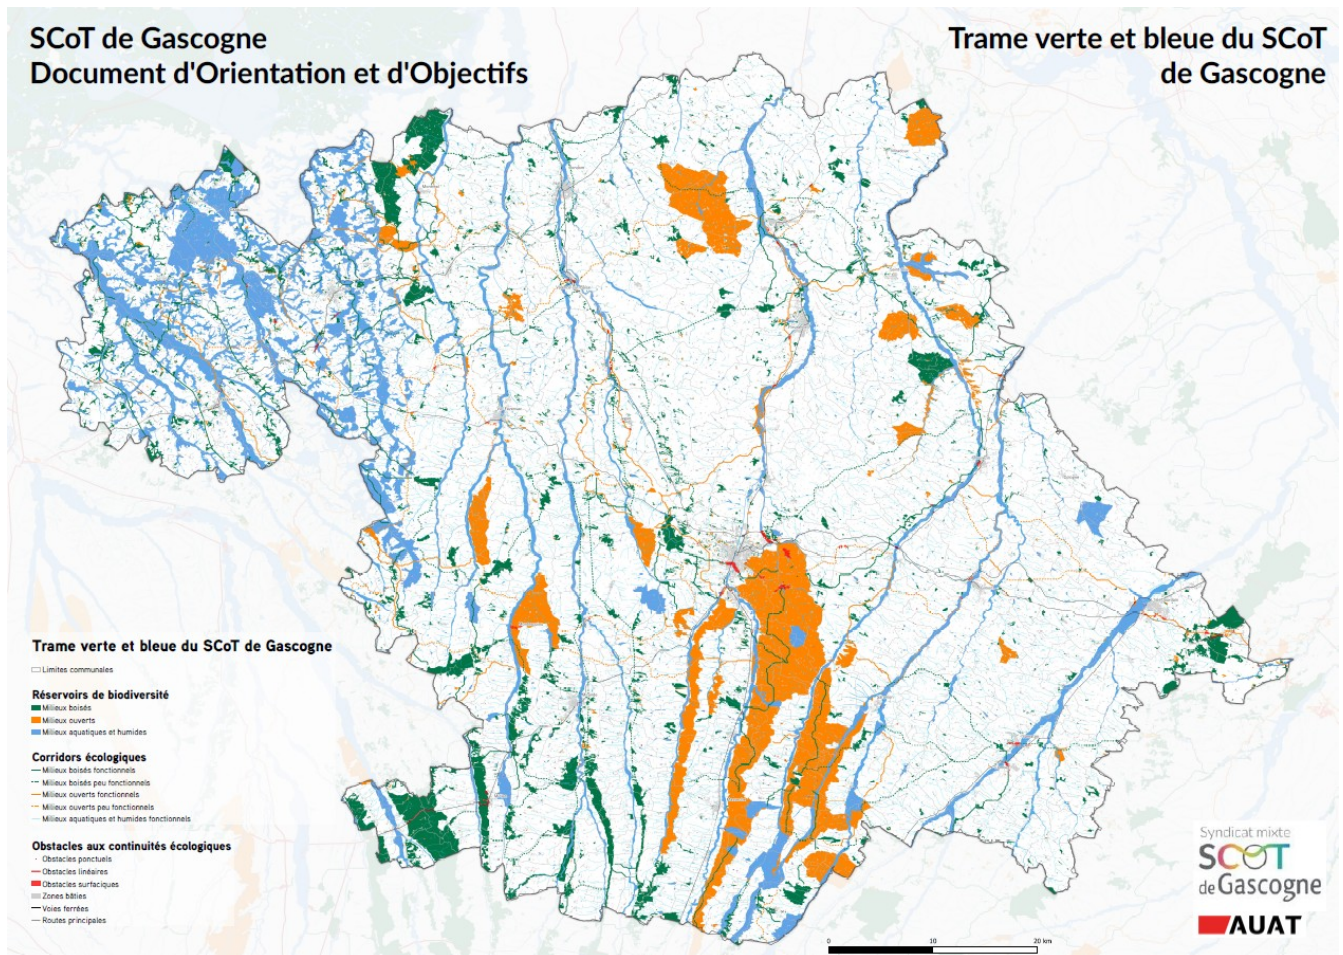 SCoT de Gascogne
Document d'Orientation et d'Objectifs
Trame verte et bleue du SCoT
de Gascogne
Trame verte et bleue du SCoT de Gascogne
Limites communales
Réservoirs de biodiversité
Milieux boisés
Milieux ouverts
Milieux aquatiques et humides
Corridors écologiques
Milieux boisés fonctionnels
Milieux boisés peu fonctionnels
Milieux ouverts fonctionnels
Milieux ouverts peu fonctionnels
Milieux aquatiques et humides fonctionnels
Obstacles aux continuités écologiques
Obstacles ponctuels
Obstacles linéaires
Obstacles surfaciques
Zones bâties
Voies ferrées
Routes principales
0 10 20 km
Syndicat mixte
SCOT
de Gascogne
AUAT